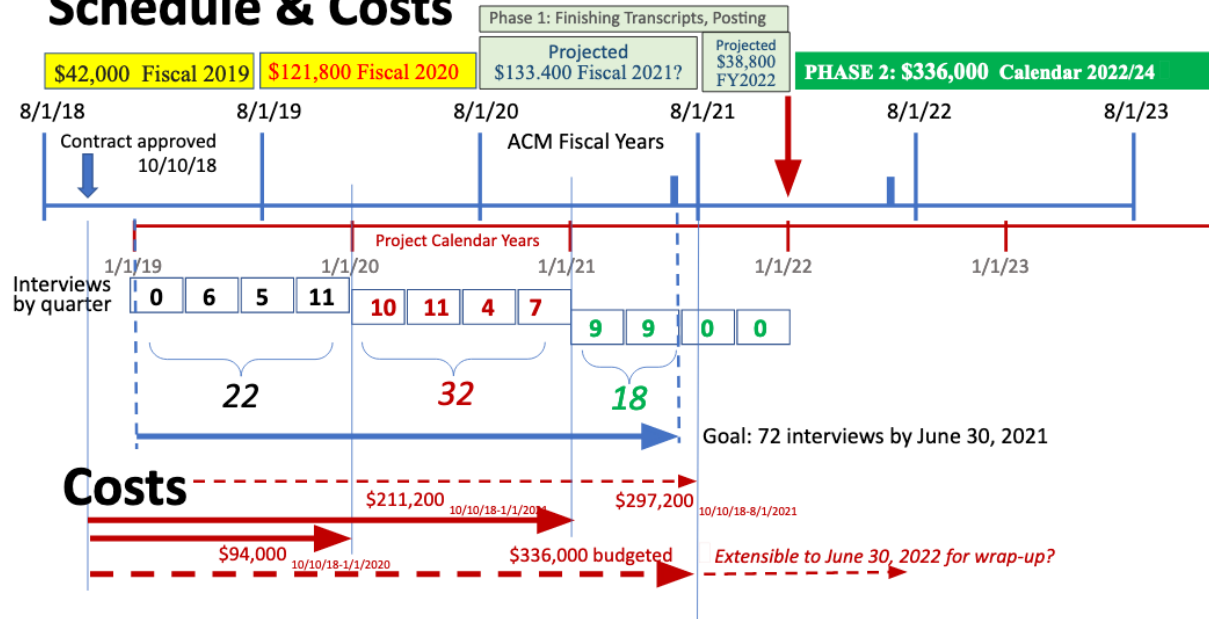 Schedule & Costs
Phase 1: Finishing Transcripts, Posting
$42,000 Fiscal 2019
$121,800 Fiscal 2020
Projected
$133.400 Fiscal 2021?
Projected
$38,800
FY2022
PHASE 2: $336,000 Calendar 2022/24
8/1/18
8/1/19
8/1/20
8/1/21
8/1/22
8/1/23
Contract approved
10/10/18
ACM Fiscal Years
Project Calendar Years
1/1/19
1/1/20
1/1/21
1/1/22
1/1/23
Interviews
by quarter
0 6 5 11
10 11 4 7
9 9 0 0
22
32
18
Goal: 72 interviews by June 30, 2021
Costs
$211,200 10/10/18-1/1/2021
$297,200 10/10/18-8/1/2021
$94,000 10/10/18-1/1/2020
$336,000 budgeted
Extensible to June 30, 2022 for wrap-up?